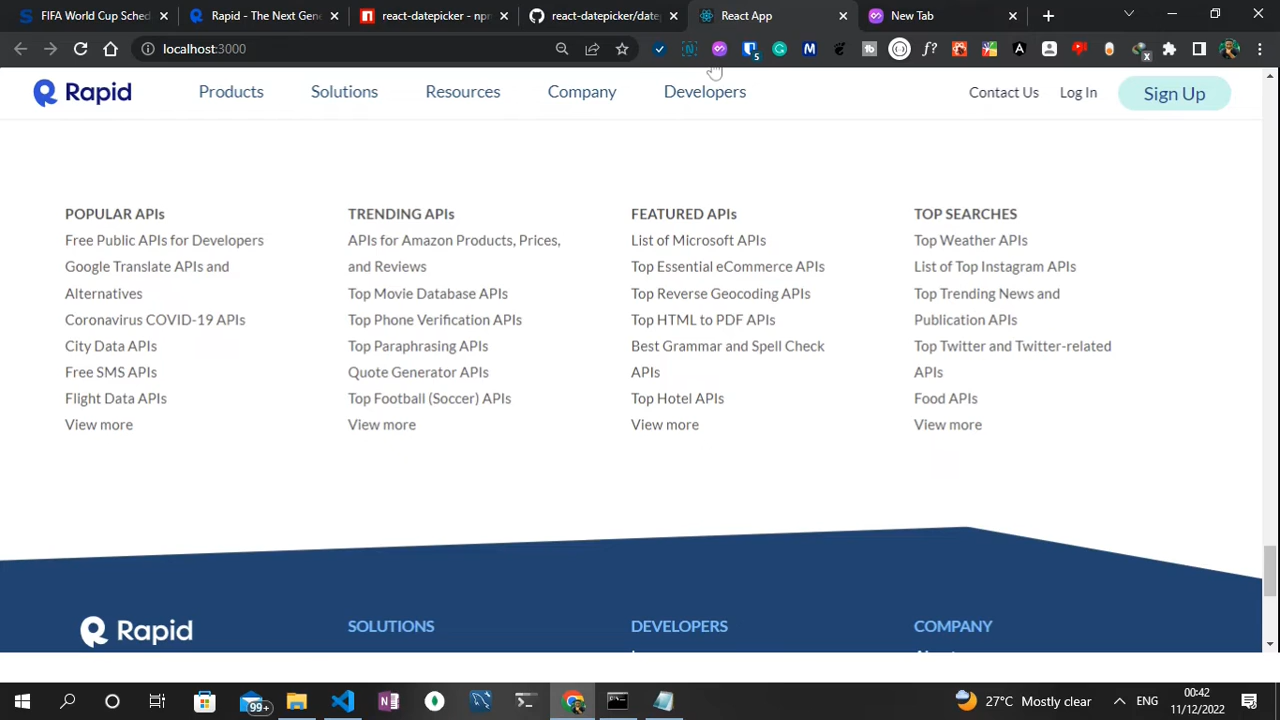 FIFA World Cup Sched
Rapid - The Next Gene
react-datepicker - npm
react-datepicker/date
React App
New Tab
localhost:3000
Rapid
Products
Solutions
Resources
Company
Developers
Contact Us
Log In
Sign Up
POPULAR APIs
Free Public APIs for Developers
Google Translate APIs and
Alternatives
Coronavirus COVID-19 APIs
City Data APIs
Free SMS APIs
Flight Data APIs
View more
TRENDING APIs
APIs for Amazon Products, Prices,
and Reviews
Top Movie Database APIs
Top Phone Verification APIs
Top Paraphrasing APIs
Quote Generator APIs
Top Football (Soccer) APIs
View more
FEATURED APIs
List of Microsoft APIs
Top Essential eCommerce APIs
Top Reverse Geocoding APIs
Top HTML to PDF APIs
Best Grammar and Spell Check
APIs
Top Hotel APIs
View more
TOP SEARCHES
Top Weather APIs
List of Top Instagram APIs
Top Trending News and
Publication APIs
Top Twitter and Twitter-related
APIs
Food APIs
View more
Rapid
SOLUTIONS
DEVELOPERS
COMPANY
99+
27°C Mostly clear
ENG
00:42
11/12/2022